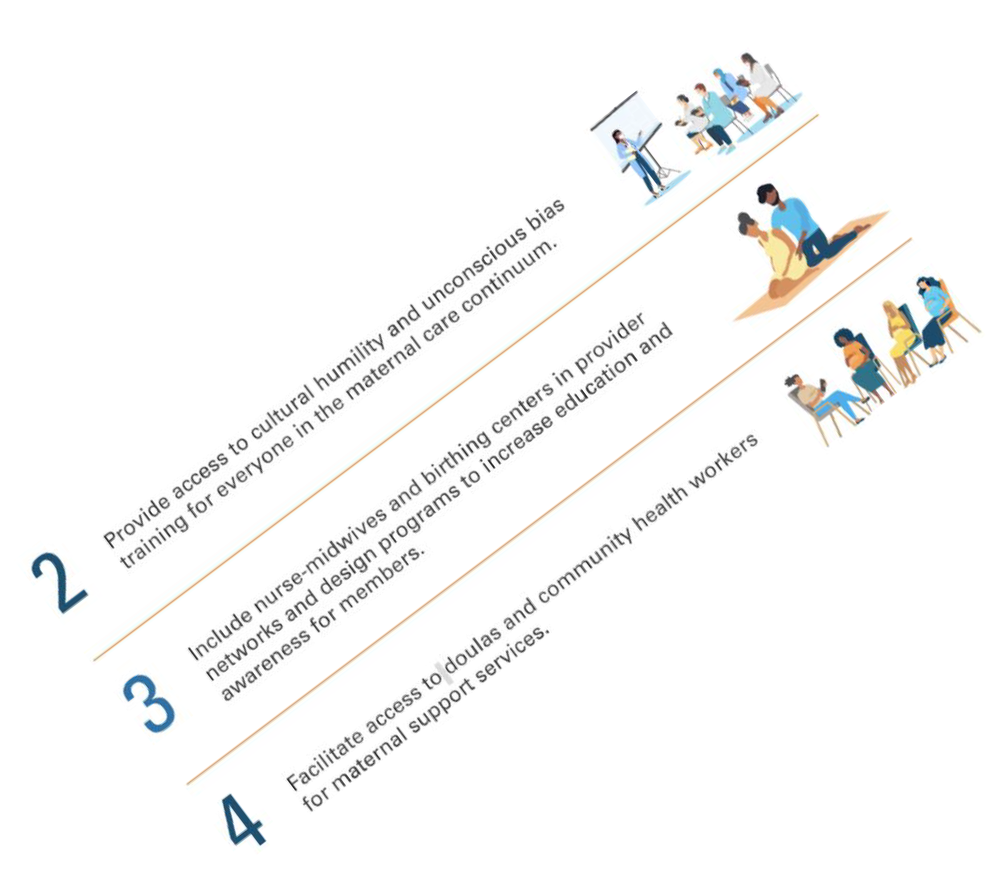 2
Provide access to cultural humility and unconscious bias
training for everyone in the maternal care continuum.
3
Include nurse-midwives and birthing centers in provider
networks and design programs to increase education and
awareness for members.
4
Facilitate access to doulas and community health workers
for maternal support services.